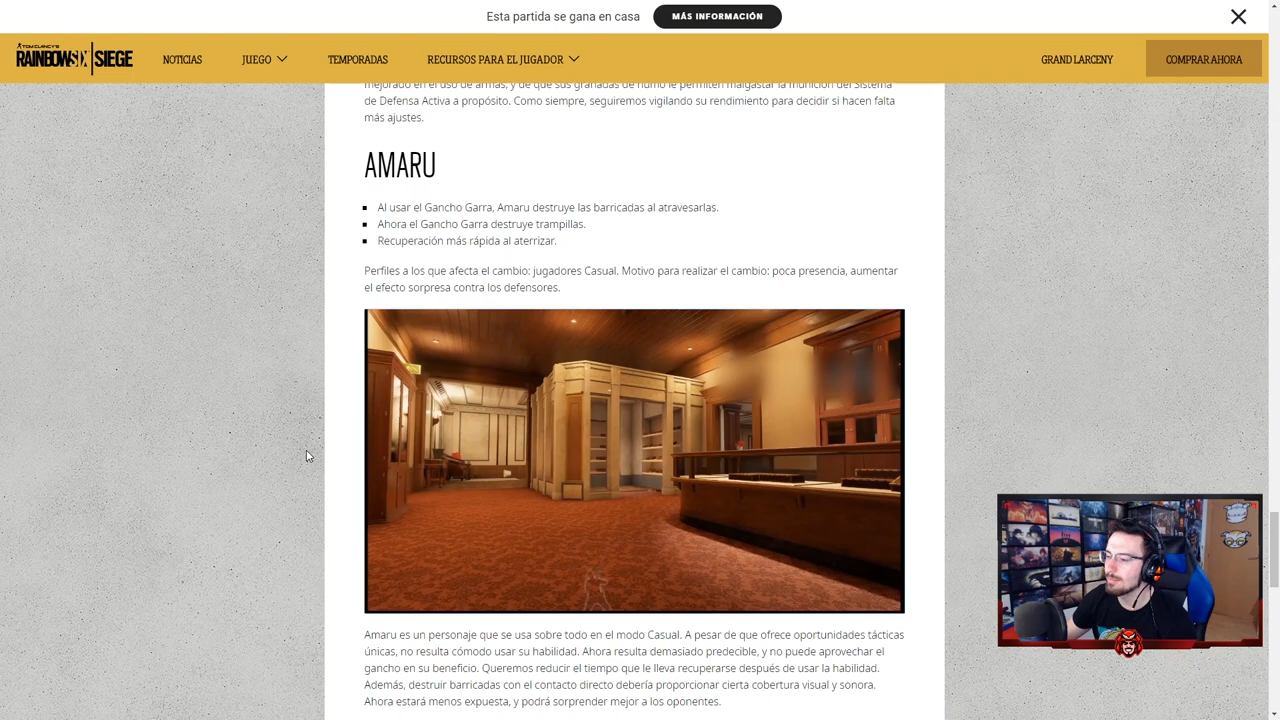 Esta partida se gana en casa
MÁS INFORMACIÓN
TOM CLANCY'S
RAINBOW SIX SIEGE
NOTICIAS
JUEGO
TEMPORADAS
RECURSOS PARA EL JUGADOR
GRAND LARCENY
COMPRAR AHORA
mejorado en el uso de armas, y de que sus granadas de humo le permiten malgastar la munición del Sistema
de Defensa Activa a propósito. Como siempre, seguiremos vigilando su rendimiento para decidir si hacen falta
más ajustes.
AMARU
Al usar el Gancho Garra, Amaru destruye las barricadas al atravesarlas.
Ahora el Gancho Garra destruye trampillas.
Recuperación más rápida al aterrizar.
Perfiles a los que afecta el cambio: jugadores Casual. Motivo para realizar el cambio: poca presencia, aumentar
el efecto sorpresa contra los defensores.
Amaru es un personaje que se usa sobre todo en el modo Casual. A pesar de que ofrece oportunidades tácticas
únicas, no resulta cómodo usar su habilidad. Ahora resulta demasiado predecible, y no puede aprovechar el
gancho en su beneficio. Queremos reducir el tiempo que le lleva recuperarse después de usar la habilidad.
Además, destruir barricadas con el contacto directo debería proporcionar cierta cobertura visual y sonora.
Ahora estará menos expuesta, y podrá sorprender mejor a los oponentes.